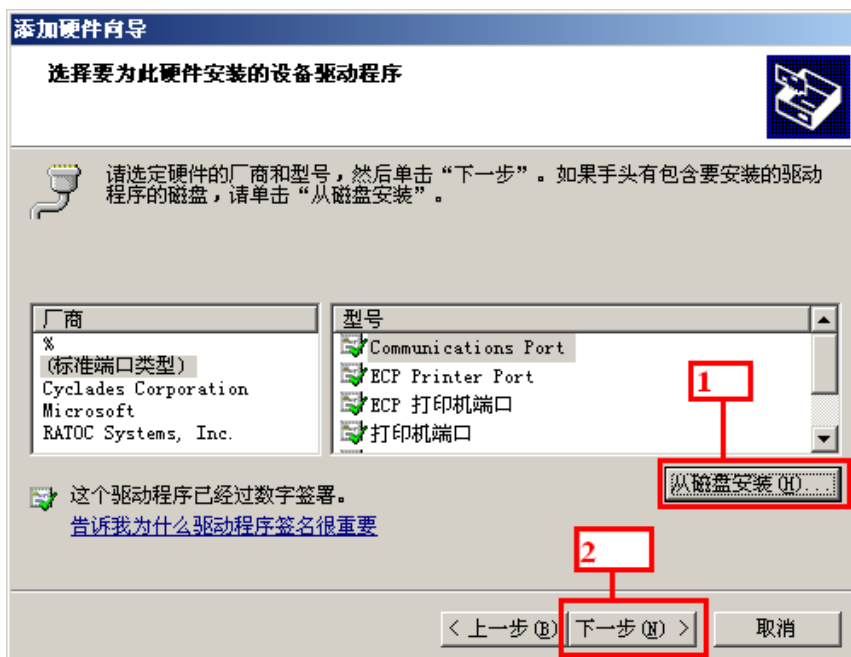 添加硬件向导
选择要为此硬件安装的设备驱动程序
请选定硬件的厂商和型号，然后单击“下一步”。如果手头有包含要安装的驱动
程序的磁盘，请单击“从磁盘安装”。
厂商
%
(标准端口类型)
Cyclades Corporation
Microsoft
RATOC Systems, Inc.
型号
Communications Port
ECP Printer Port
ECP 打印机端口
打印机端口
1
从磁盘安装(H)...
这个驱动程序已经过数字签署。
告诉我为什么驱动程序签名很重要
2
< 上一步(B)
下一步(N) >
取消